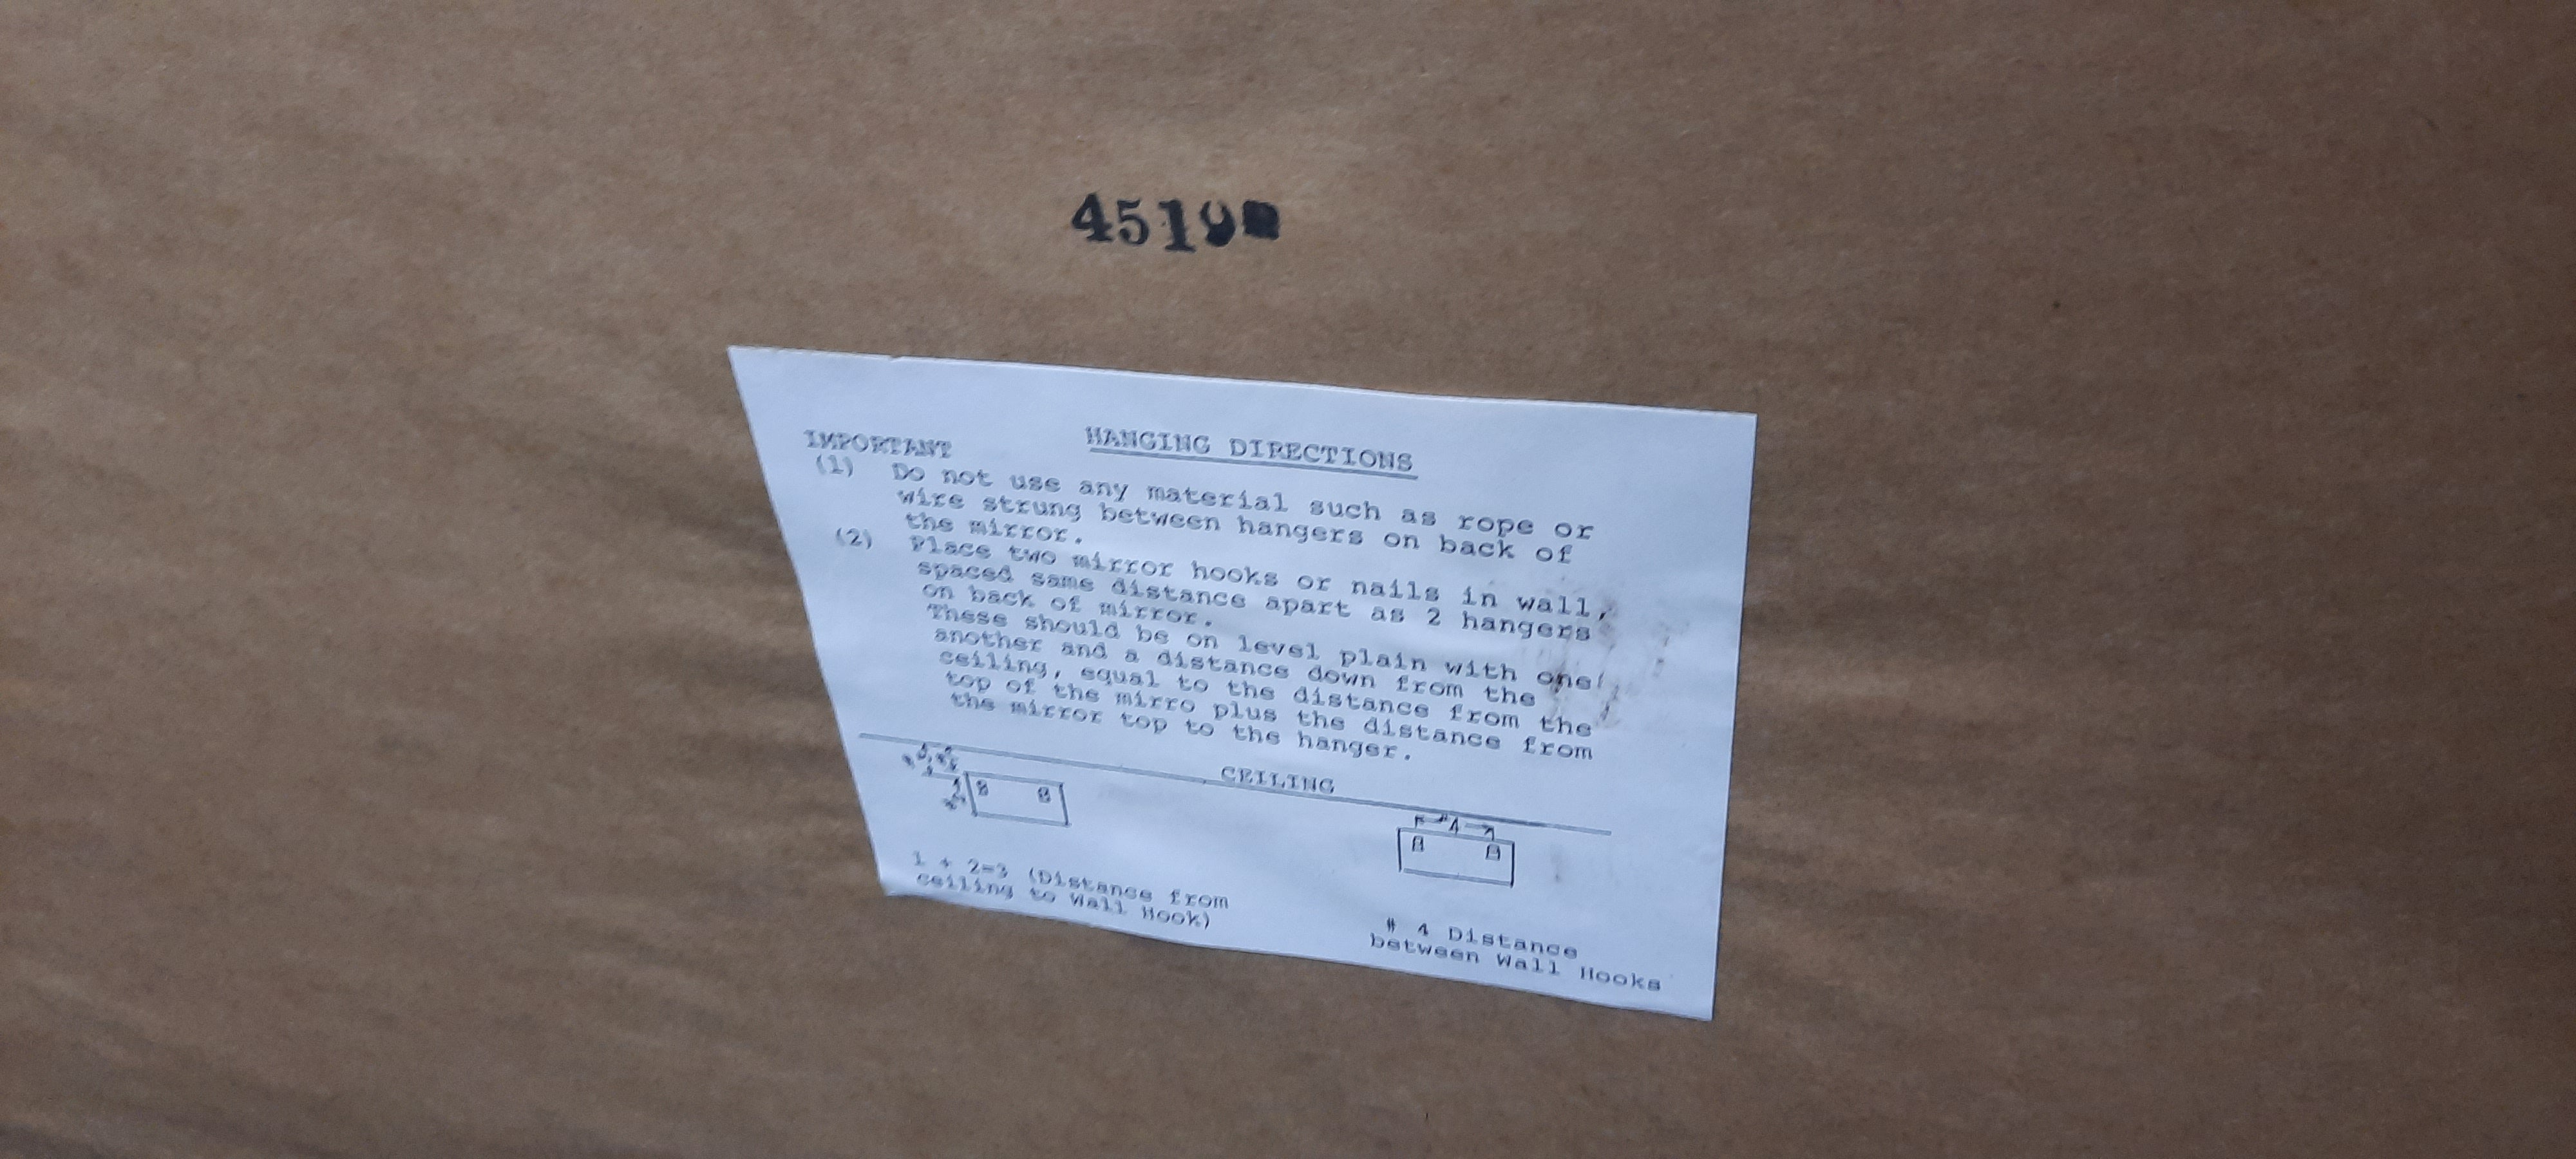 4519
HANGING DIRECTIONS
IMPORTANT
(1) Do not use any material such as rope or
wire strung between hangers on back of
the mirror.
(2) Place two mirror hooks or nails in wall,
spaced same distance apart as 2 hangers
on back of mirror.
These should be on level plain with one
another and a distance down from the
ceiling, equal to the distance from the
top of the mirro plus the distance from
the mirror top to the hanger.
CEILING
4
1 + 2=3 (Distance from
ceiling to Wall Hook)
# 4 Distance
between Wall Hooks